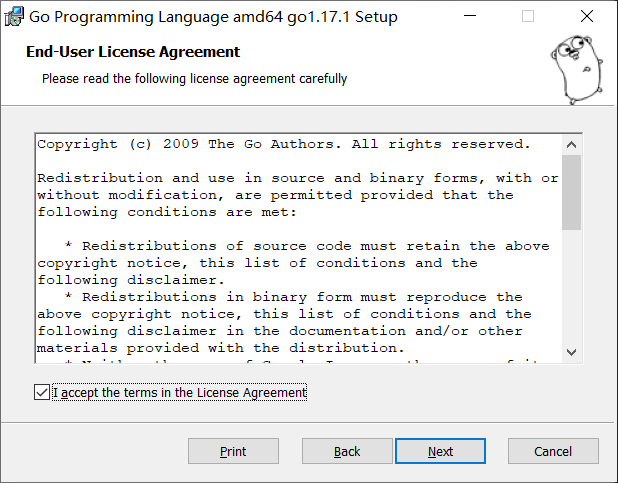 Go Programming Language amd64 go1.17.1 Setup
End-User License Agreement
Please read the following license agreement carefully
Copyright (c) 2009 The Go Authors. All rights reserved.
Redistribution and use in source and binary forms, with or
without modification, are permitted provided that the
following conditions are met:
* Redistributions of source code must retain the above
copyright notice, this list of conditions and the
following disclaimer.
* Redistributions in binary form must reproduce the
above copyright notice, this list of conditions and the
following disclaimer in the documentation and/or other
materials provided with the distribution.
I accept the terms in the License Agreement
Print
Back
Next
Cancel